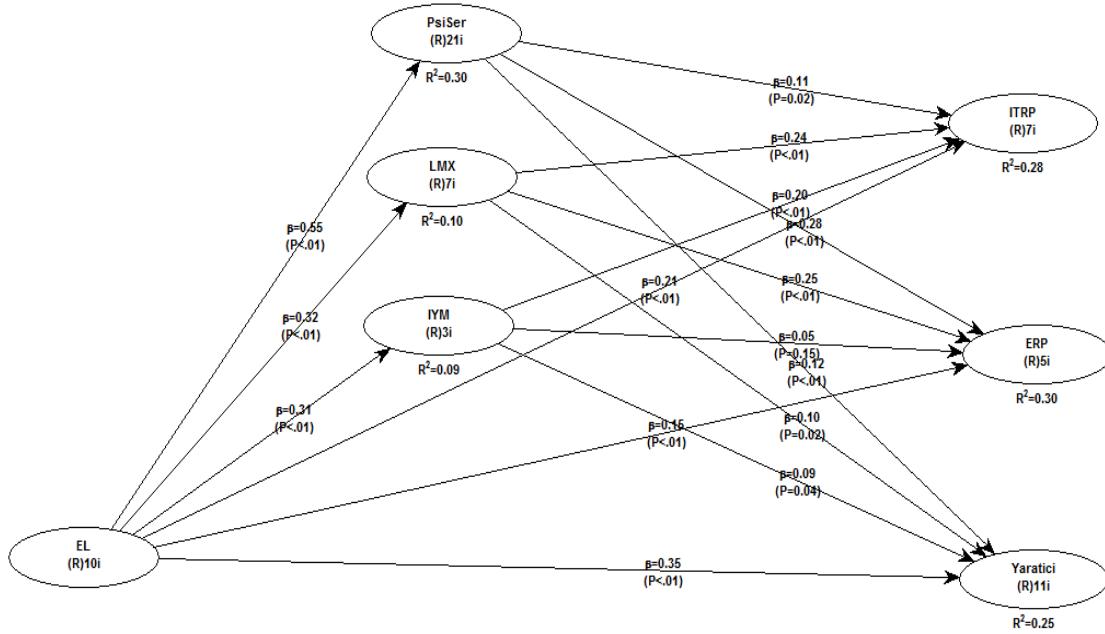 PsiSer
(R)21i
R²=0.30
β=0.11
(P=0.02)
ITRP
(R)7i
R²=0.28
LMX
(R)7i
R²=0.10
β=0.24
(P<.01)
β=0.20
(P<.01)
β=0.28
(P<.01)
β=0.55
(P<.01)
β=0.25
(P<.01)
β=0.21
(P<.01)
IYM
(R)3i
R²=0.09
β=0.32
(P<.01)
β=0.05
(P=0.15)
β=0.12
(P<.01)
ERP
(R)5i
R²=0.30
β=0.31
(P<.01)
β=0.15
(P<.01)
β=0.10
(P=0.02)
β=0.09
(P=0.04)
EL
(R)10i
β=0.35
(P<.01)
Yaratici
(R)11i
R²=0.25